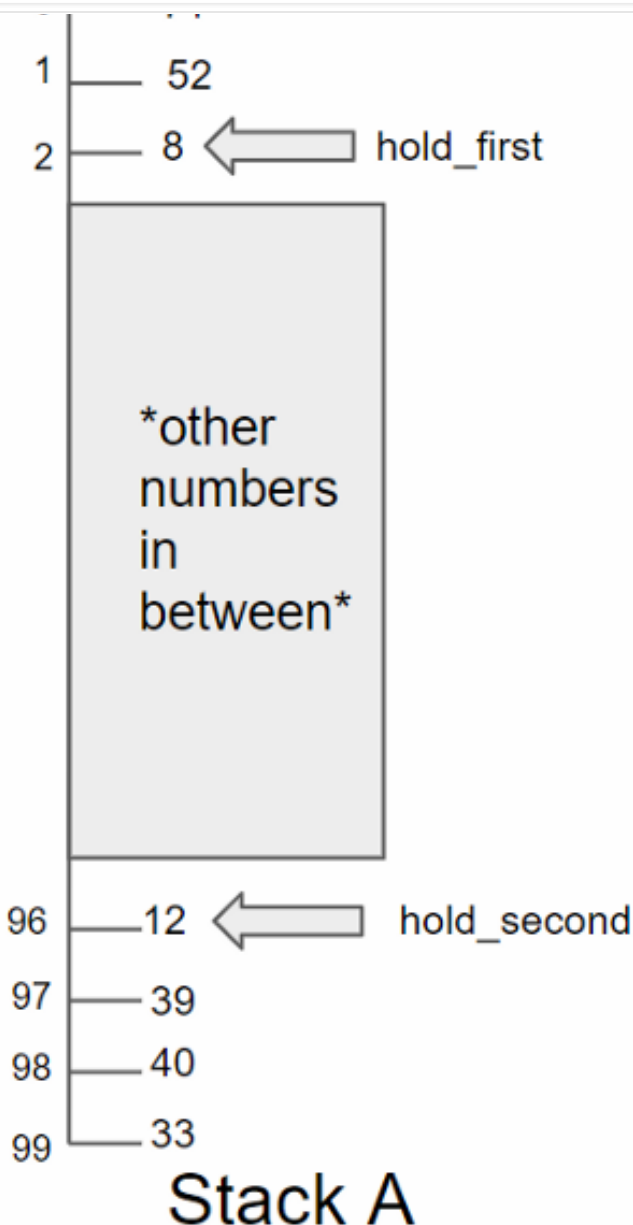 1 52
2 8 hold_first
*other
numbers
in
between*
96 12 hold_second
97 39
98 40
99 33
Stack A